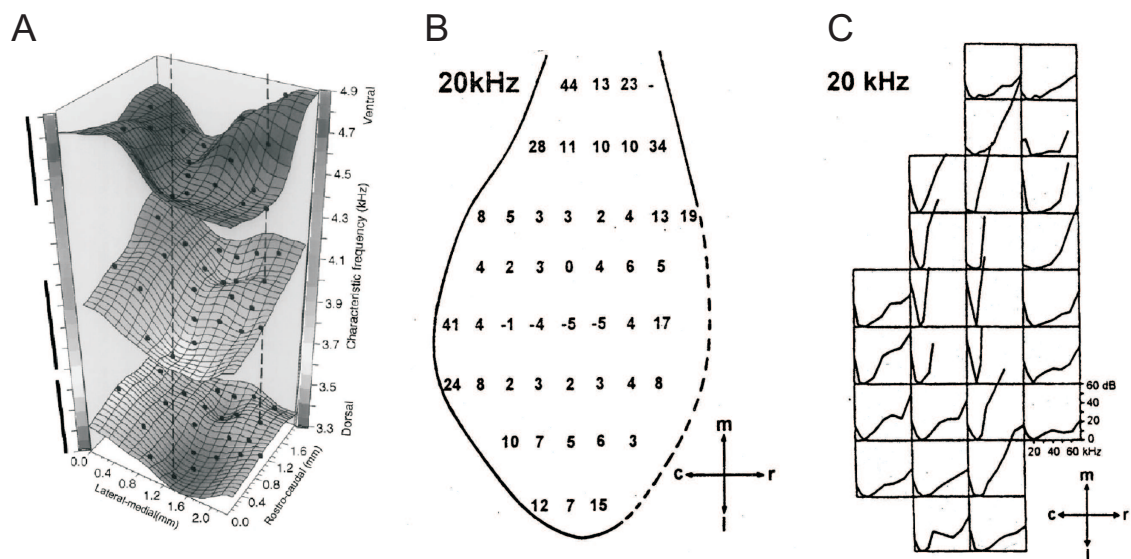 A
4.9
4.7
4.5
4.3
4.1
3.9
3.7
3.5
3.3
Ventral
Characteristic frequency (kHz)
Dorsal
0.0
0.4
0.8
1.2
1.6
2.0
Lateral-medial(mm)
0.0
0.4
0.8
1.2
1.6
Rostro-caudal (mm)
B
20kHz
44 13 23 -
28 11 10 10 34
8 5 3 3 2 4 13 19
4 2 3 0 4 6 5
41 4 -1 -4 -5 -5 4 17
24 8 2 3 2 3 4 8
10 7 5 6 3
12 7 15
m
c r
l
C
20 kHz
60 dB
40
20
0
20 40 60
kHz
m
c r
l